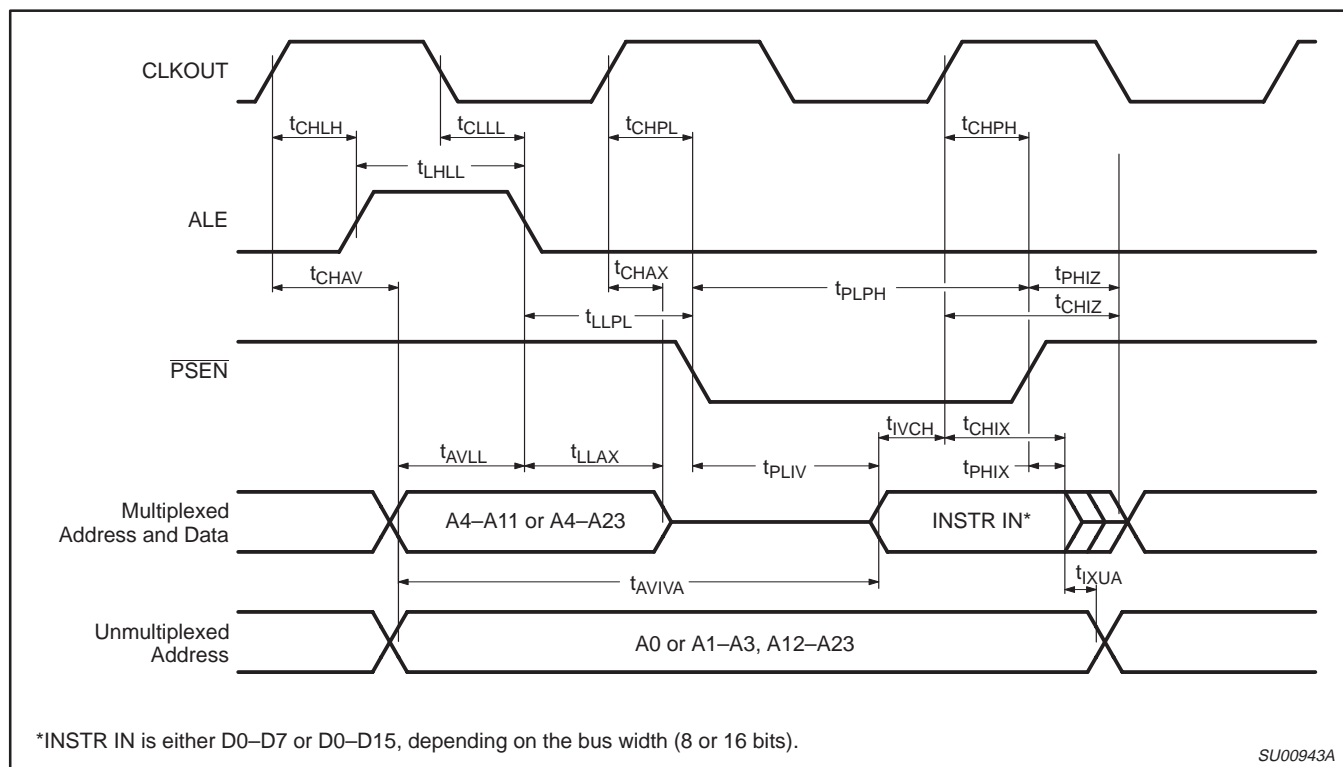 CLKOUT
tCHLH
tCLLL
tCHPL
tCHPH
tLHLL
ALE
tCHAV
tCHAX
tPLPH
tPHIZ
tLLPL
tCHIZ
PSEN
tAVLL
tLLAX
tPLIV
tIVCH
tCHIX
tPHIX
Multiplexed
Address and Data
A4–A11 or A4–A23
INSTR IN*
tAVIVA
tIXUA
Unmultiplexed
Address
A0 or A1–A3, A12–A23
*INSTR IN is either D0–D7 or D0–D15, depending on the bus width (8 or 16 bits).
SU00943A